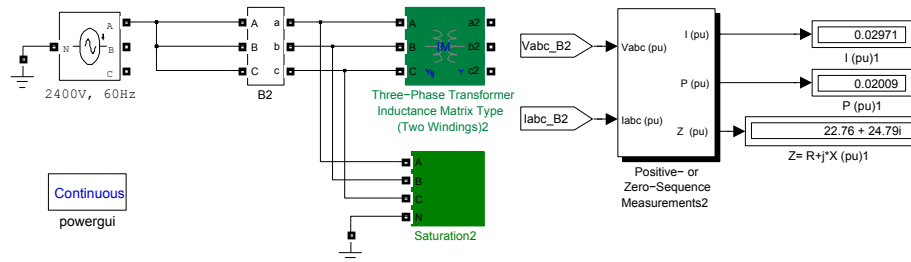 A
N
B
C
2400V, 60Hz
A
a
B
b
C
c
B2
A
a2
B
IM
b2
C
Yg
Y
c2
Three-Phase Transformer
Inductance Matrix Type
(Two Windings)2
A
B
C
N
Saturation2
Continuous
powergui
Vabc_B2
Iabc_B2
Vabc (pu)
Iabc (pu)
I (pu)
P (pu)
Z (pu)
Positive- or
Zero-Sequence
Measurements2
0.02971
I (pu)1
0.02009
P (pu)1
22.76 + 24.79i
Z= R+j*X (pu)1